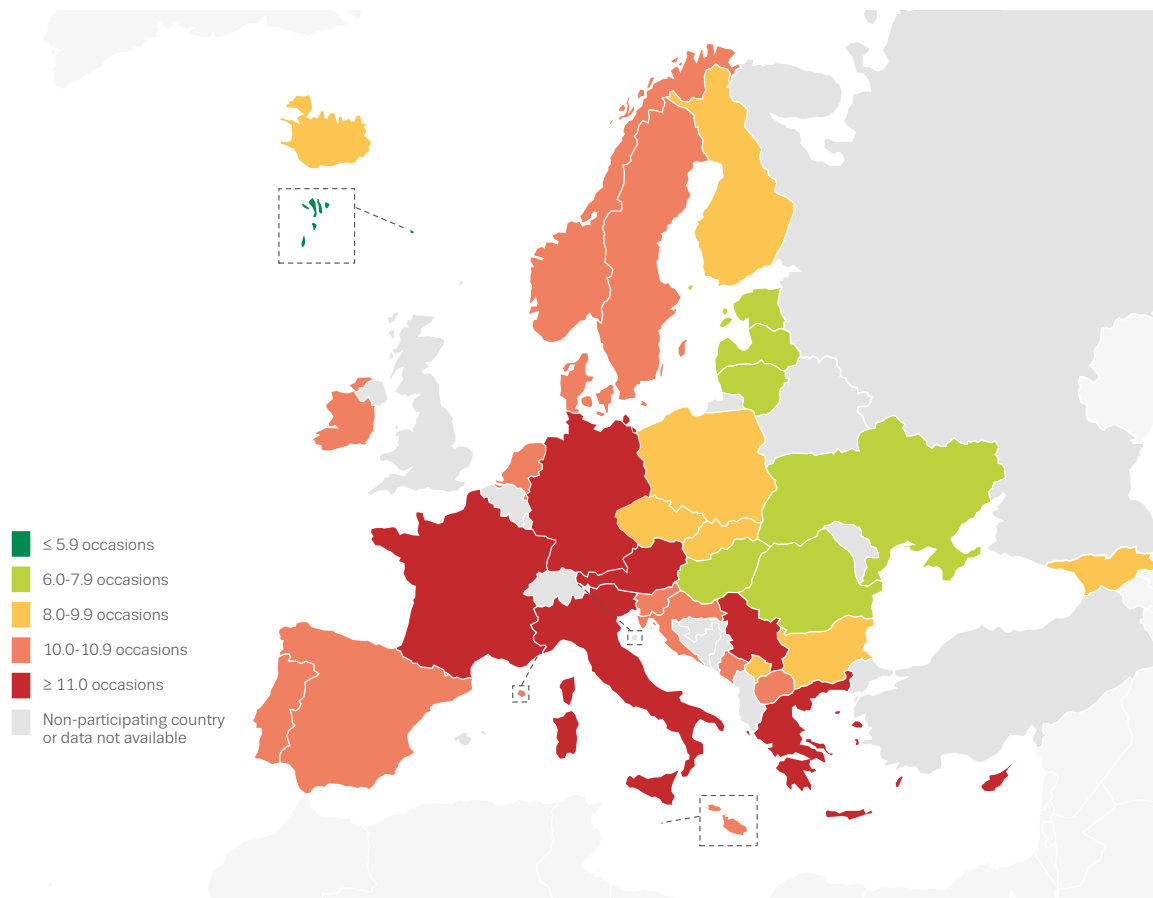 ≤ 5.9 occasions
6.0-7.9 occasions
8.0-9.9 occasions
10.0-10.9 occasions
≥ 11.0 occasions
Non-participating country
or data not available